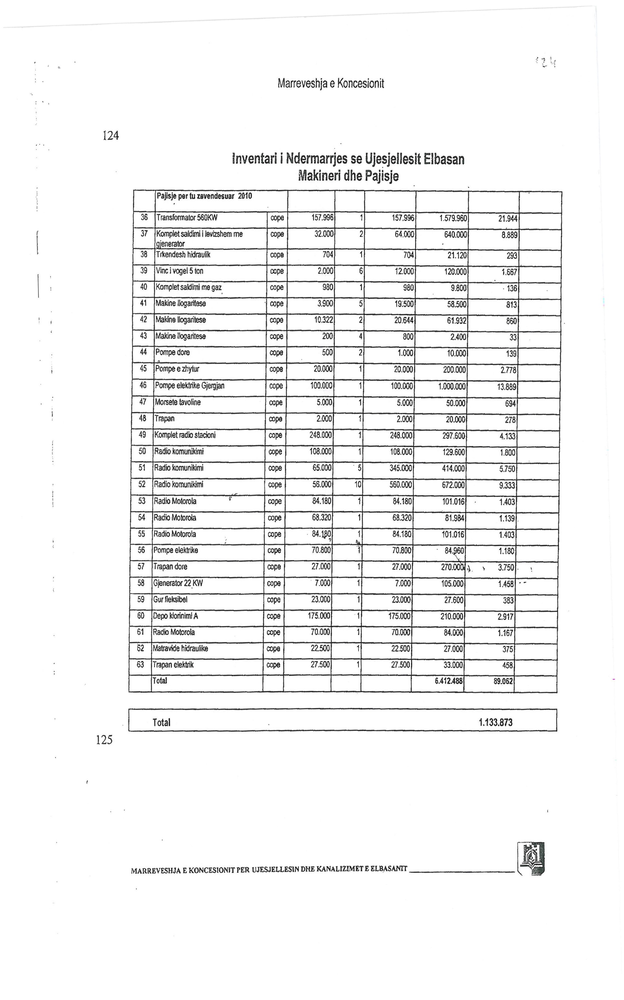 124
Marreveshja e Koncesionit
124
Inventari i Ndermarrjes se Ujesjellesit Elbasan
Makineri dhe Pajisje
Pajisje per tu zevendesuar 2010
36 Transformator 560KW cope 157.996 1 157.996 1.579.960 21.944
37 Komplet saldimi i levizshem me cope 32.000 2 64.000 640.000 8.889
gjenerator
38 Trkendesh hidraulik cope 704 1 704 21.120 293
39 Vinc i vogel 5 ton cope 2.000 6 12.000 120.000 1.667
40 Komplet saldimi me gaz cope 980 1 980 9.800 136
41 Makine llogaritese cope 3.900 5 19.500 58.500 813
42 Makine llogaritese cope 10.322 2 20.644 61.932 860
43 Makine llogaritese cope 200 4 800 2.400 33
44 Pompe dore cope 500 2 1.000 10.000 139
45 Pompe e zhytur cope 20.000 1 20.000 200.000 2.778
46 Pompe elektrike Gjergjan cope 100.000 1 100.000 1.000.000 13.889
47 Morsete tavoline cope 5.000 1 5.000 50.000 694
48 Trapan cope 2.000 1 2.000 20.000 278
49 Komplet radio stacioni cope 248.000 1 248.000 297.600 4.133
50 Radio komunikimi cope 108.000 1 108.000 129.600 1.800
51 Radio komunikimi cope 65.000 5 345.000 414.000 5.750
52 Radio komunikimi cope 56.000 10 560.000 672.000 9.333
53 Radio Motorola cope 84.180 1 84.180 101.016 1.403
54 Radio Motorola cope 68.320 1 68.320 81.984 1.139
55 Radio Motorola cope 84.180 1 84.180 101.016 1.403
56 Pompe elektrike cope 70.800 1 70.800 84.960 1.180
57 Trapan dore cope 27.000 1 27.000 270.000 3.750
58 Gjenerator 22 KW cope 7.000 1 7.000 105.000 1.458
59 Gur fleksibel cope 23.000 1 23.000 27.600 383
60 Depo klorinimi A cope 175.000 1 175.000 210.000 2.917
61 Radio Motorola cope 70.000 1 70.000 84.000 1.167
62 Matravide hidraulike cope 22.500 1 22.500 27.000 375
63 Trapan elektrik cope 27.500 1 27.500 33.000 458
Total 6.412.488 89.062
Total 1.133.873
125
MARREVESHJA E KONCESIONIT PER UJESJELLESIN DHE KANALIZIMET E ELBASANIT